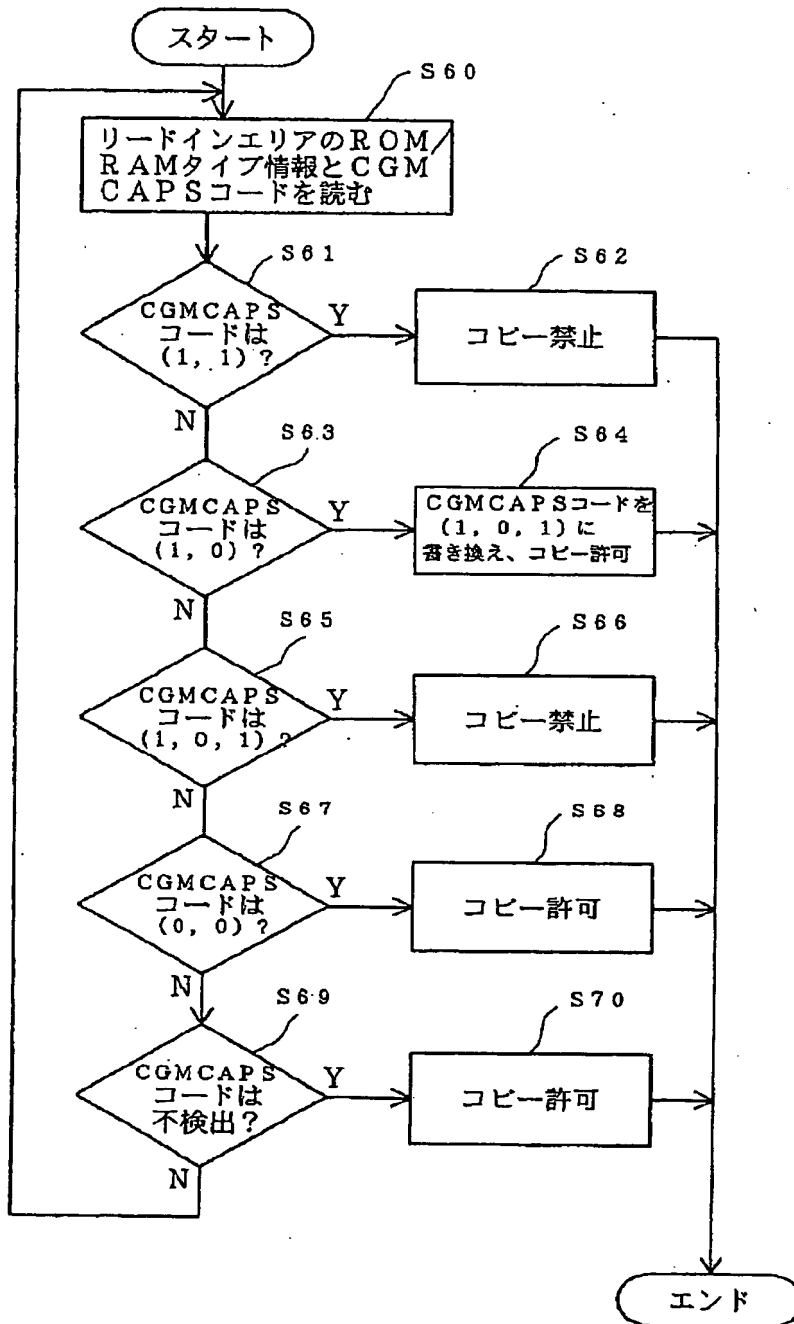 スタート
S60
リードインエリアのROM/
RAMタイプ情報とCGM
CAPSコードを読む
S61
CGMCAPS
コードは
(1, 1)?
Y
N
S62
コピー禁止
S63
CGMCAPS
コードは
(1, 0)?
Y
N
S64
CGMCAPSコードを
(1, 0, 1)に
書き換え、コピー許可
S65
CGMCAPS
コードは
(1, 0, 1)?
Y
N
S66
コピー禁止
S67
CGMCAPS
コードは
(0, 0)?
Y
N
S68
コピー許可
S69
CGMCAPS
コードは
不検出?
Y
N
S70
コピー許可
エンド